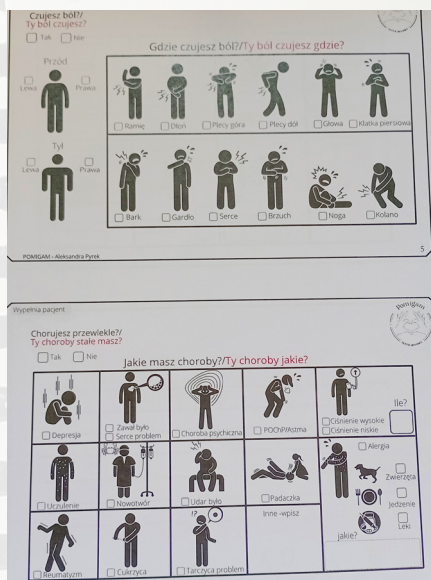 Czujesz ból?/
Ty ból czujesz?
Tak Nie
Gdzie czujesz ból?/Ty ból czujesz gdzie?
Przód
Lewa Prawa
Ramię Dłoń Plecy góra Plecy dół Głowa Klatka piersiowa
Tył
Lewa Prawa
Bark Gardło Serce Brzuch Noga Kolano
POMIGAM - Aleksandra Pyrek
5
Wypełnia pacjent
Pomigam
Chorujesz przewlekle?/
Ty choroby stałe masz?
Tak Nie
Jakie masz choroby?/Ty choroby jakie?
Depresja
Zawał było
Serce problem
Choroba psychiczna
POChP/Astma
Ciśnienie wysokie
Ciśnienie niskie
Ile?
Uczulenie
Nowotwór
Udar było
Padaczka
Alergia
Zwierzęta
Jedzenie
Leki
jakie?
Reumatyzm
Cukrzyca
!?
Tarczyca problem
Inne -wpisz